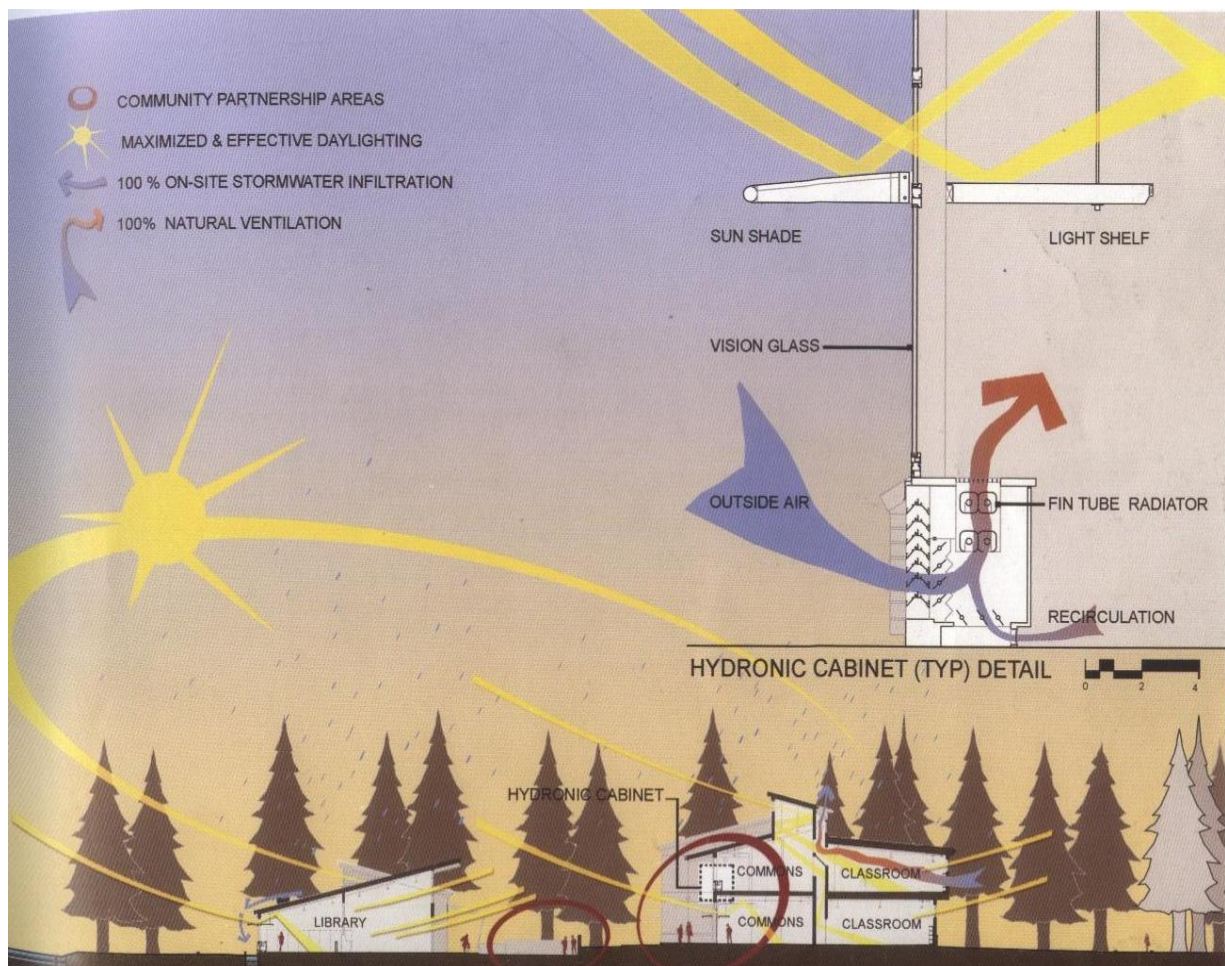 COMMUNITY PARTNERSHIP AREAS
MAXIMIZED & EFFECTIVE DAYLIGHTING
100 % ON-SITE STORMWATER INFILTRATION
100% NATURAL VENTILATION
SUN SHADE
LIGHT SHELF
VISION GLASS
OUTSIDE AIR
FIN TUBE RADIATOR
RECIRCULATION
HYDRONIC CABINET (TYP) DETAIL
0 2 4
HYDRONIC CABINET
COMMONS
CLASSROOM
LIBRARY
COMMONS
CLASSROOM